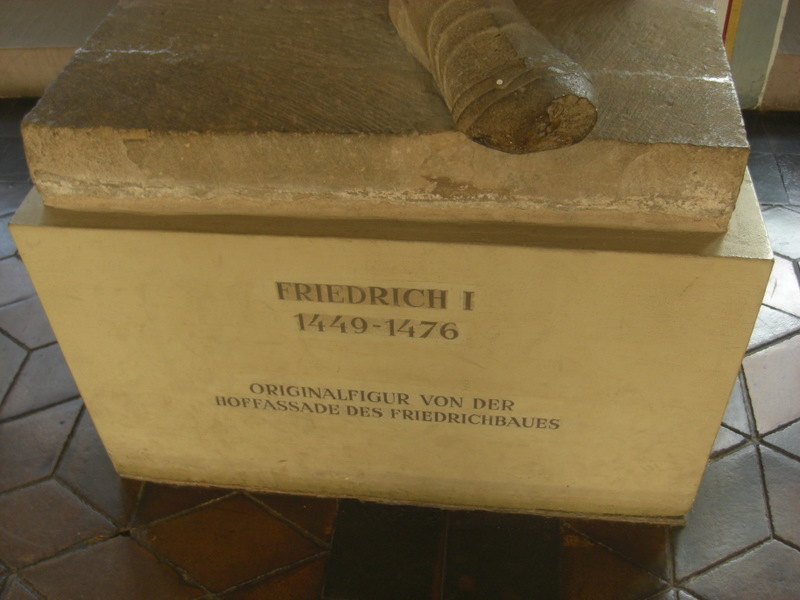 FRIEDRICH I
1449-1476
ORIGINALFIGUR VON DER
HOFFASSADE DES FRIEDRICHBAUES